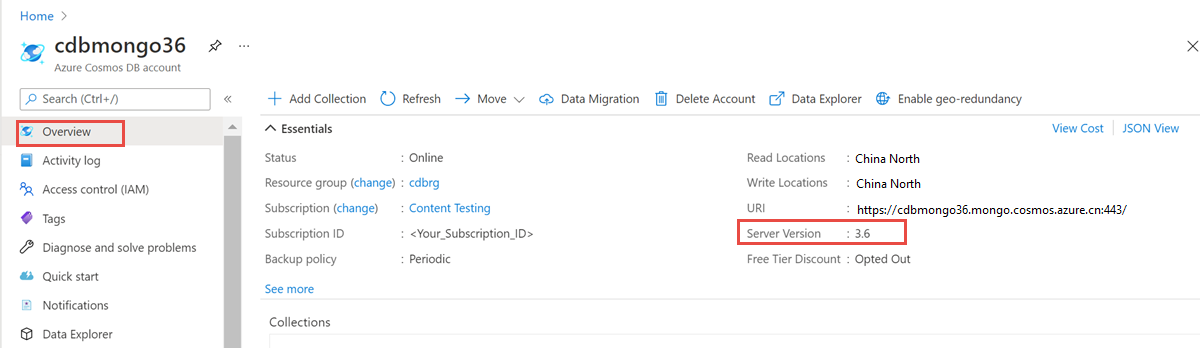 Home >
cdbmongo36
...
Azure Cosmos DB account
Search (Ctrl+/)
«
Add Collection Refresh Move Data Migration Delete Account Data Explorer Enable geo-redundancy
Overview
Activity log
Access control (IAM)
Tags
Diagnose and solve problems
Quick start
Notifications
Data Explorer
Essentials
View Cost JSON View
Status : Online
Resource group (change) : cdbrg
Subscription (change) : Content Testing
Subscription ID : <Your_Subscription_ID>
Backup policy : Periodic
See more
Read Locations : China North
Write Locations : China North
URI : https://cdbmongo36.mongo.cosmos.azure.cn:443/
Server Version : 3.6
Free Tier Discount : Opted Out
Collections